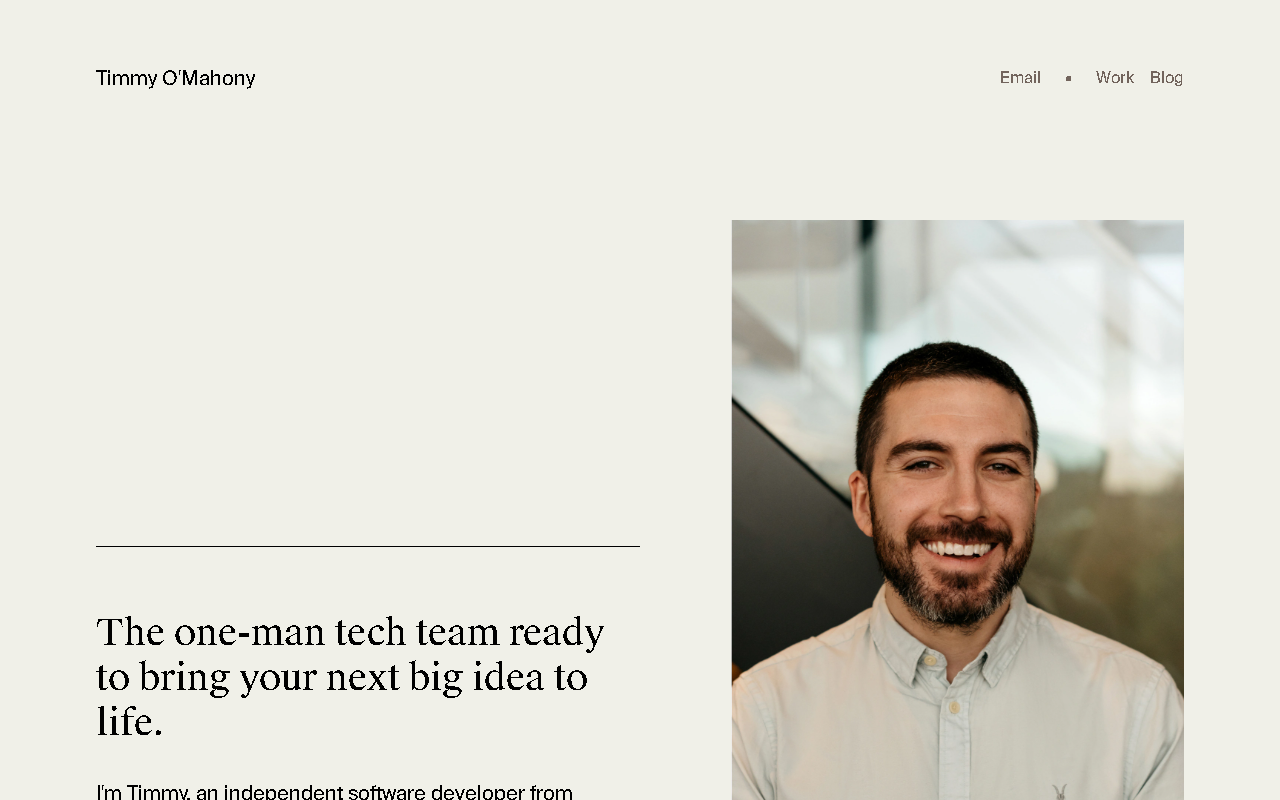 Timmy O'Mahony
Email
Work
Blog
The one-man tech team ready
to bring your next big idea to
life.
I'm Timmy, an independent software developer from